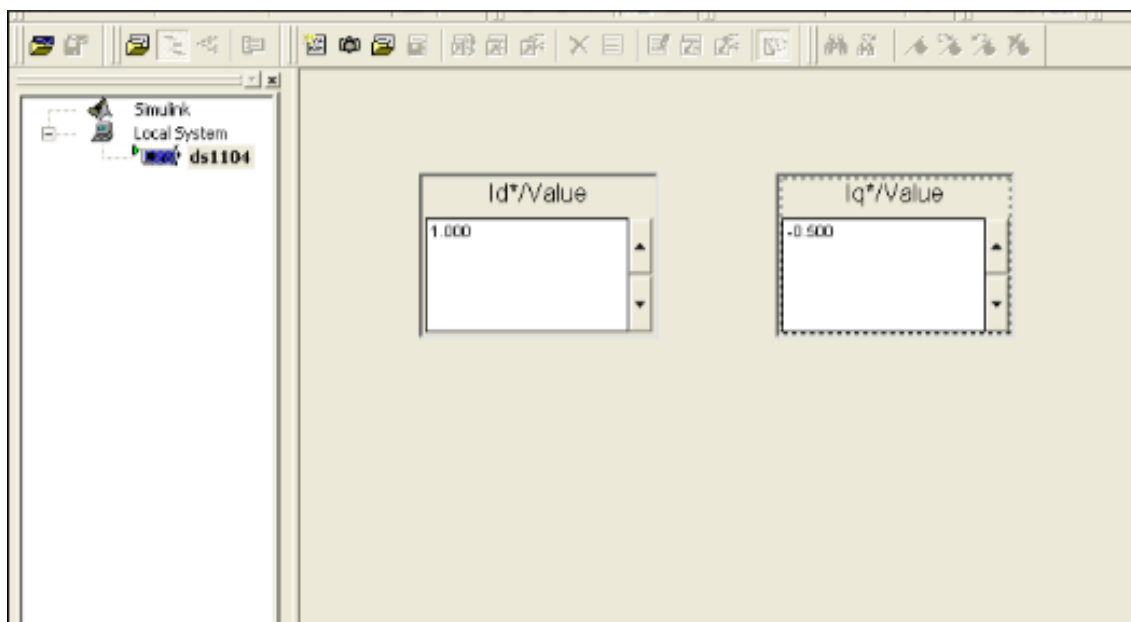 Simulink
Local System
ds1104
Id*/Value
1.000
Iq*/Value
-0.500